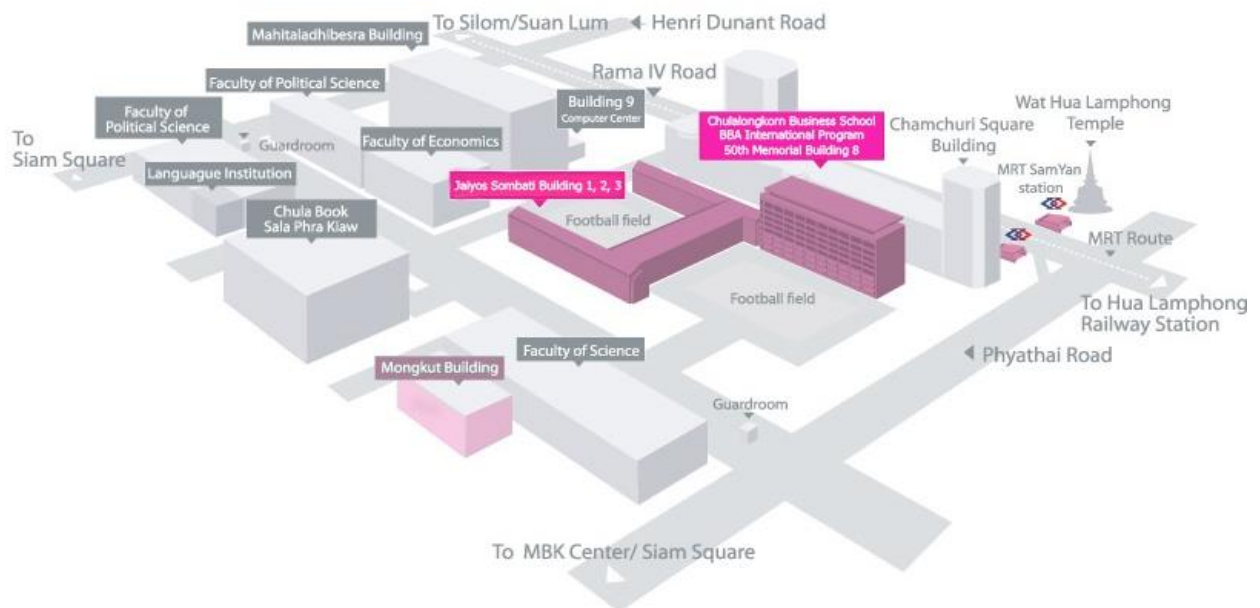 To Silom/Suan Lum
Henri Dunant Road
Mahitaladhibesra Building
Rama IV Road
Faculty of Political Science
Building 9
Computer Center
Wat Hua Lamphong
Temple
Faculty of
Political Science
Chulalongkorn Business School
BBA International Program
50th Memorial Building 8
Chamchuri Square
Building
To
Siam Square
Guardroom
Faculty of Economics
MRT SamYan
station
Languague Institution
Jaiyos Sombati Building 1, 2, 3
Chula Book
Sala Phra Kiaw
Football field
MRT Route
Football field
To Hua Lamphong
Railway Station
Faculty of Science
Phyathai Road
Mongkut Building
Guardroom
To MBK Center/ Siam Square